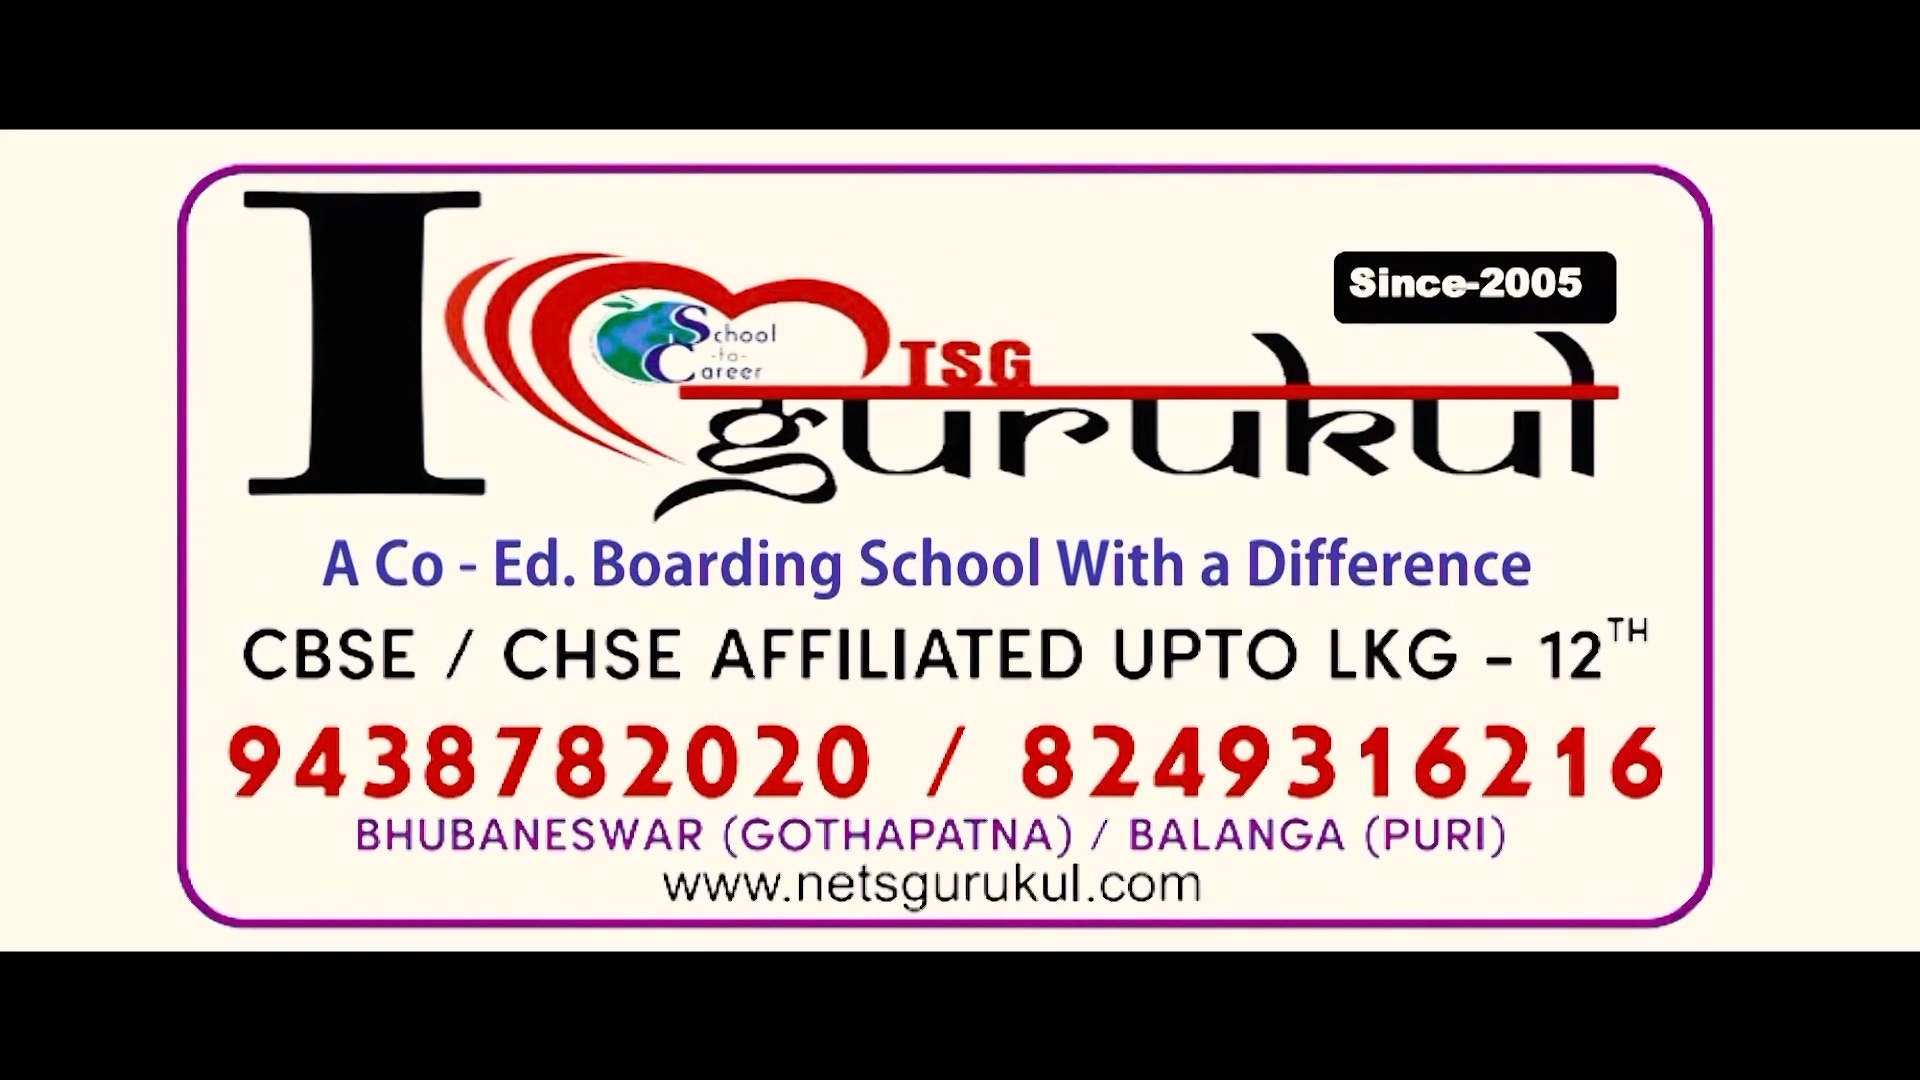 Since-2005
I
School
-to-
Career
TSG
gurukul
A Co - Ed. Boarding School With a Difference
CBSE / CHSE AFFILIATED UPTO LKG - 12TH
9438782020 / 8249316216
BHUBANESWAR (GOTHAPATNA) / BALANGA (PURI)
www.netsgurukul.com